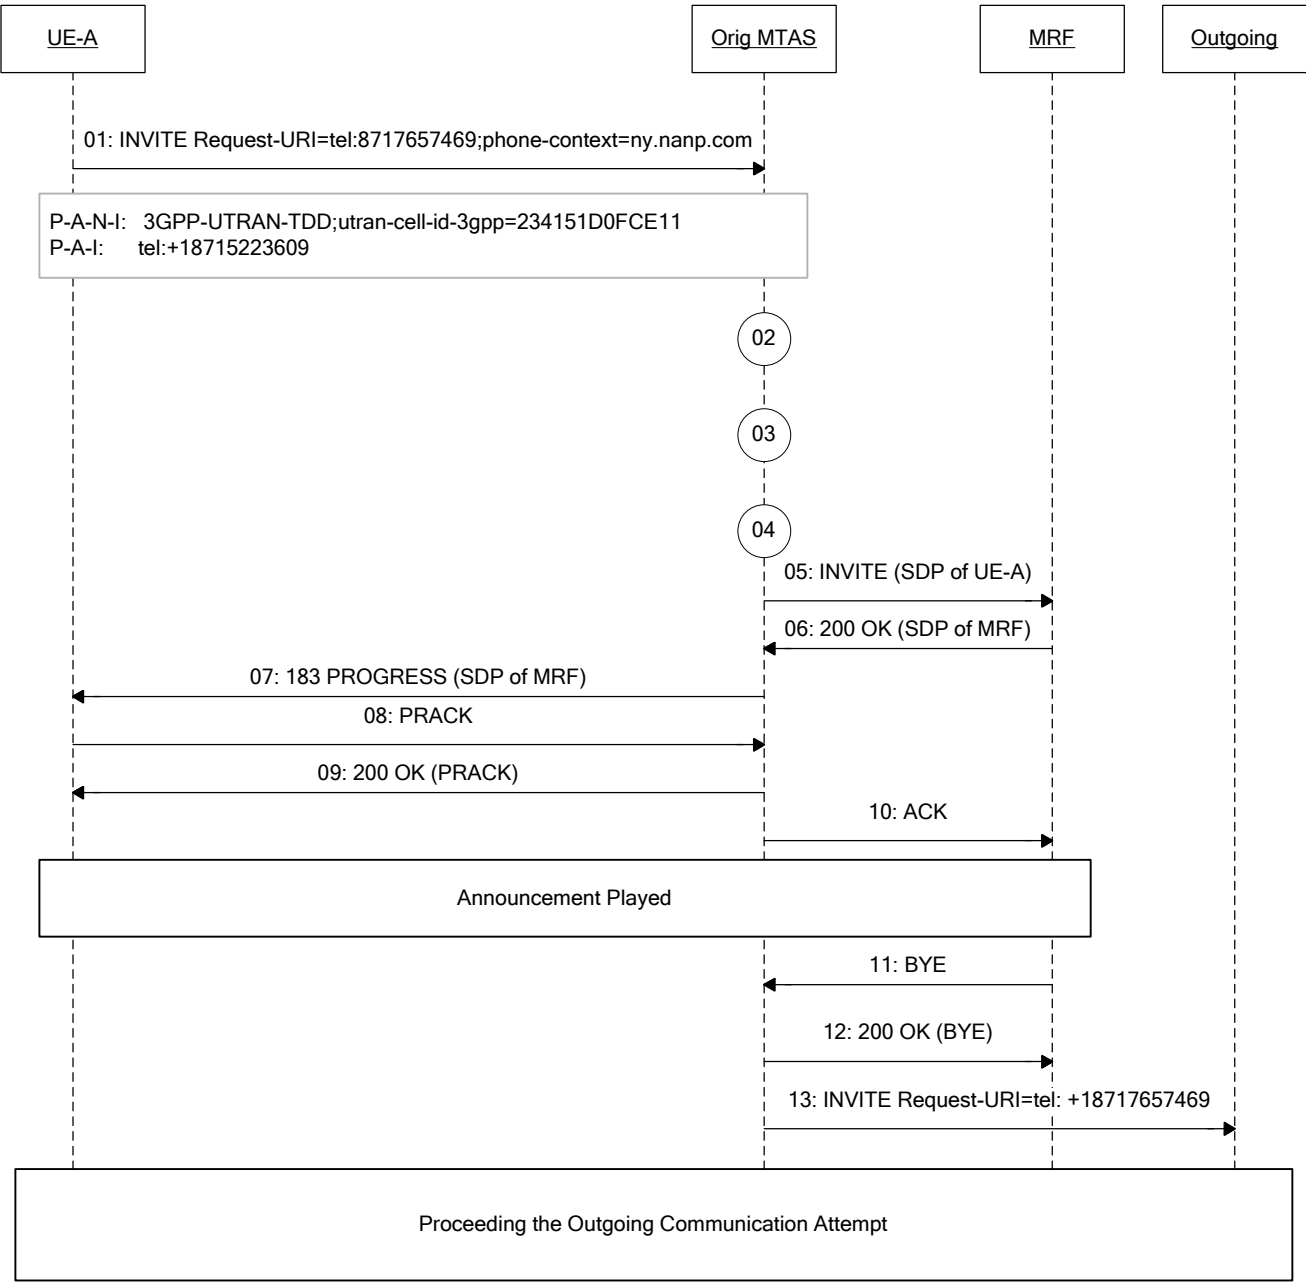 UE-A
Orig MTAS
MRF
Outgoing
01: INVITE Request-URI=tel:8717657469;phone-context=ny.nanp.com
P-A-N-I: 3GPP-UTRAN-TDD;utran-cell-id-3gpp=234151D0FCE11
P-A-I: tel:+18715223609
02
03
04
05: INVITE (SDP of UE-A)
06: 200 OK (SDP of MRF)
07: 183 PROGRESS (SDP of MRF)
08: PRACK
09: 200 OK (PRACK)
10: ACK
Announcement Played
11: BYE
12: 200 OK (BYE)
13: INVITE Request-URI=tel: +18717657469
Proceeding the Outgoing Communication Attempt